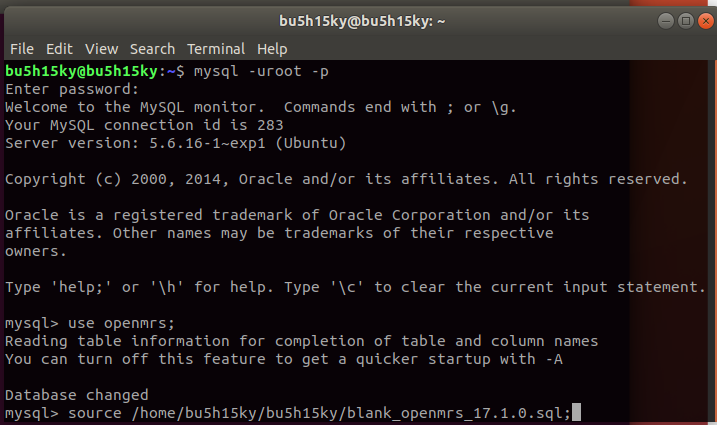 bu5h15ky@bu5h15ky: ~
File Edit View Search Terminal Help
bu5h15ky@bu5h15ky:~$ mysql -uroot -p
Enter password:
Welcome to the MySQL monitor.  Commands end with ; or \g.
Your MySQL connection id is 283
Server version: 5.6.16-1~exp1 (Ubuntu)
Copyright (c) 2000, 2014, Oracle and/or its affiliates. All rights reserved.
Oracle is a registered trademark of Oracle Corporation and/or its
affiliates. Other names may be trademarks of their respective
owners.
Type 'help;' or '\h' for help. Type '\c' to clear the current input statement.
mysql> use openmrs;
Reading table information for completion of table and column names
You can turn off this feature to get a quicker startup with -A
Database changed
mysql> source /home/bu5h15ky/bu5h15ky/blank_openmrs_17.1.0.sql;